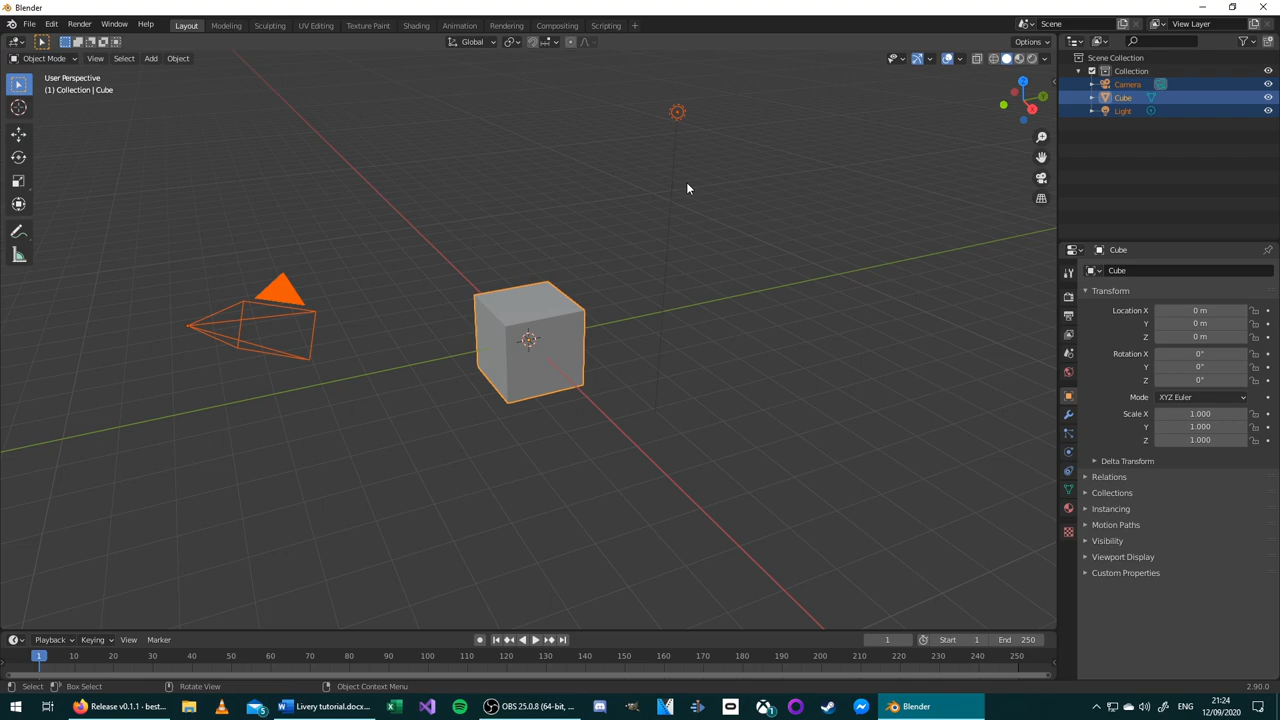 Blender
File Edit Render Window Help Layout Modeling Sculpting UV Editing Texture Paint Shading Animation Rendering Compositing Scripting + Scene View Layer
Global Options
Object Mode View Select Add Object
User Perspective
(1) Collection | Cube
Scene Collection
Collection
Camera
Cube
Light
Z
Y
X
Cube
Cube
Transform
Location X 0 m
Y 0 m
Z 0 m
Rotation X 0°
Y 0°
Z 0°
Mode XYZ Euler
Scale X 1.000
Y 1.000
Z 1.000
Delta Transform
Relations
Collections
Instancing
Motion Paths
Visibility
Viewport Display
Custom Properties
Playback Keying View Marker 1 Start 1 End 250
1 10 20 30 40 50 60 70 80 90 100 110 120 130 140 150 160 170 180 190 200 210 220 230 240 250
Select Box Select Rotate View Object Context Menu 2.90.0
Release v0.1.1 - best... 5 Livery tutorial.docx... OBS 25.0.8 (64-bit, ... 1 Blender ENG 21:24
12/09/2020